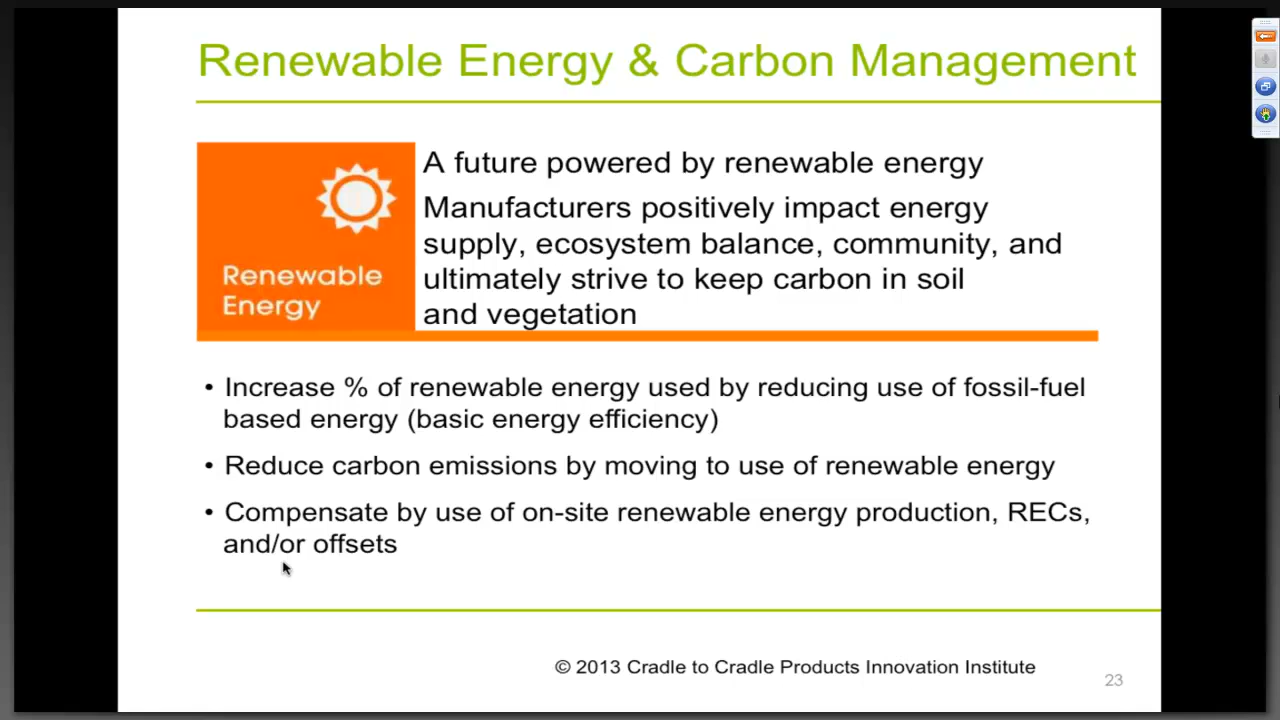 Renewable Energy & Carbon Management
A future powered by renewable energy
Manufacturers positively impact energy
supply, ecosystem balance, community, and
ultimately strive to keep carbon in soil
and vegetation
Renewable
Energy
• Increase % of renewable energy used by reducing use of fossil-fuel
based energy (basic energy efficiency)
• Reduce carbon emissions by moving to use of renewable energy
• Compensate by use of on-site renewable energy production, RECs,
and/or offsets
© 2013 Cradle to Cradle Products Innovation Institute
23